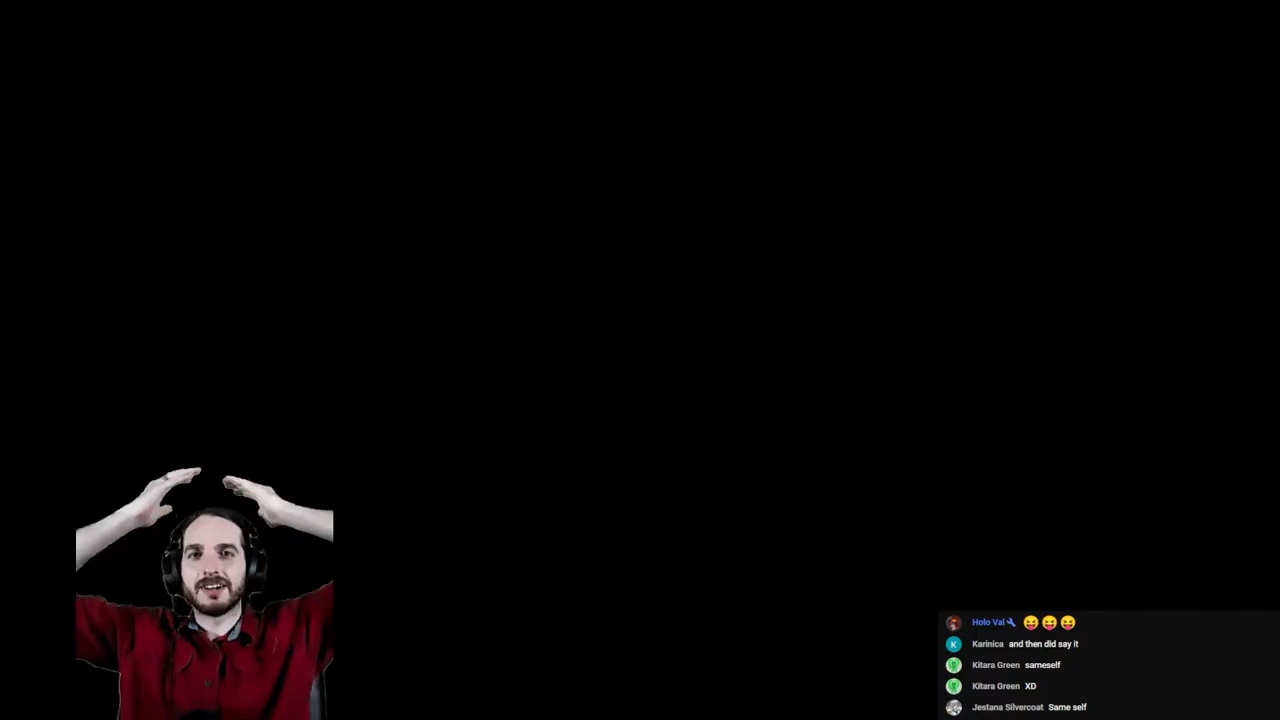 Holo Val 😝😝😝
K Karinica and then did say it
Kitara Green sameself
Kitara Green XD
Jestana Silvercoat Same self